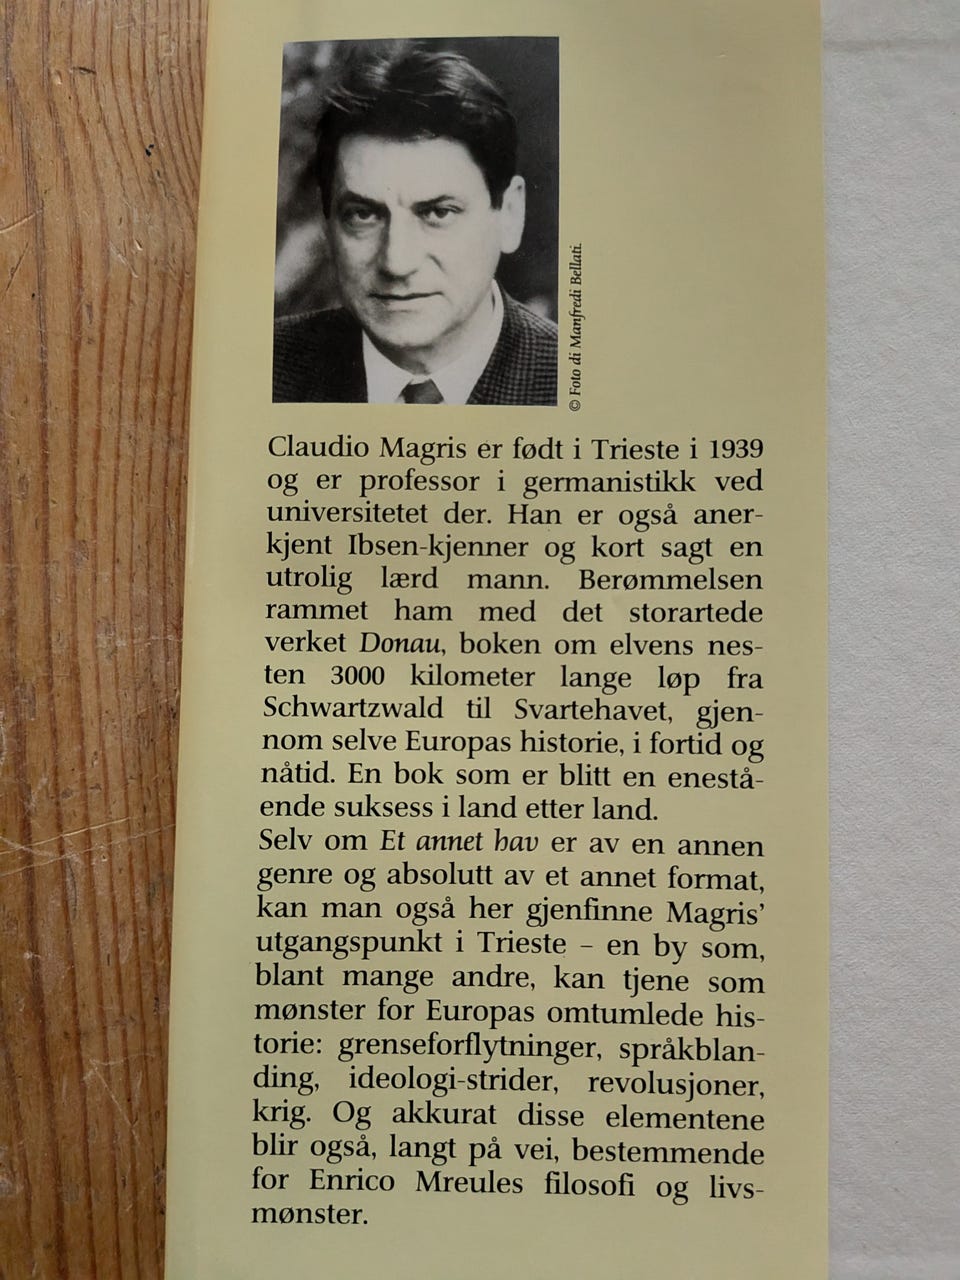 © Foto di Manfredi Bellati.
Claudio Magris er født i Trieste i 1939
og er professor i germanistikk ved
universitetet der. Han er også aner-
kjent Ibsen-kjenner og kort sagt en
utrolig lærd mann. Berømmelsen
rammet ham med det storartede
verket Donau, boken om elvens nes-
ten 3000 kilometer lange løp fra
Schwartzwald til Svartehavet, gjen-
nom selve Europas historie, i fortid og
nåtid. En bok som er blitt en enestå-
ende suksess i land etter land.
Selv om Et annet hav er av en annen
genre og absolutt av et annet format,
kan man også her gjenfinne Magris’
utgangspunkt i Trieste – en by som,
blant mange andre, kan tjene som
mønster for Europas omtumlede his-
torie: grenseforflytninger, språkblan-
ding, ideologi-strider, revolusjoner,
krig. Og akkurat disse elementene
blir også, langt på vei, bestemmende
for Enrico Mreules filosofi og livs-
mønster.